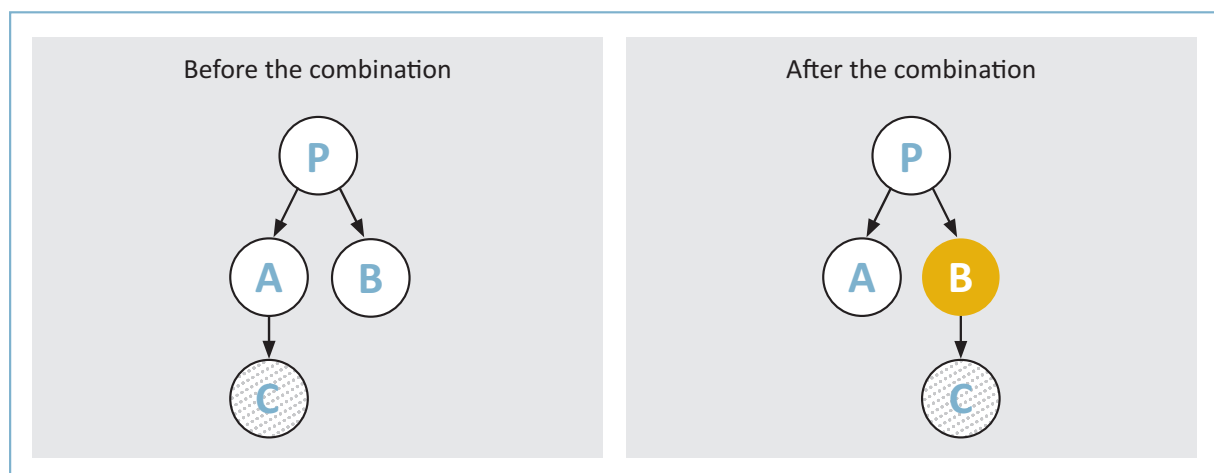 Before the combination
P
A B
C
After the combination
P
A B
C